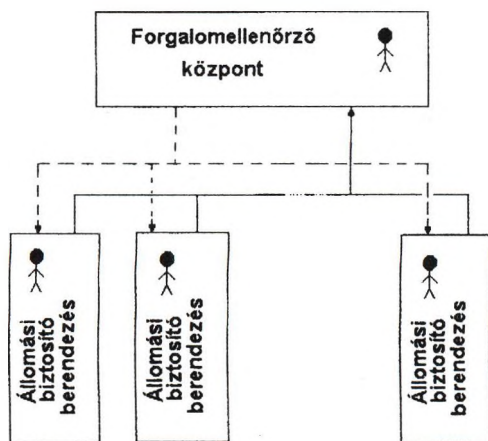 Forgalomellenőrző
központ
Állomási
biztosító
berendezés
Állomási
biztosító
berendezés
Állomási
biztosító
berendezés